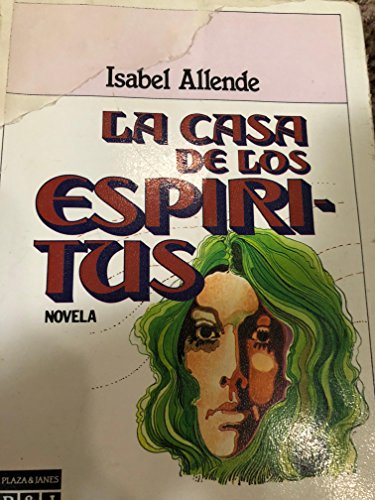 Isabel Allende
LA CASA
DE LOS
ESPIRI-
TUS
NOVELA
PLAZA & JANES
P&J